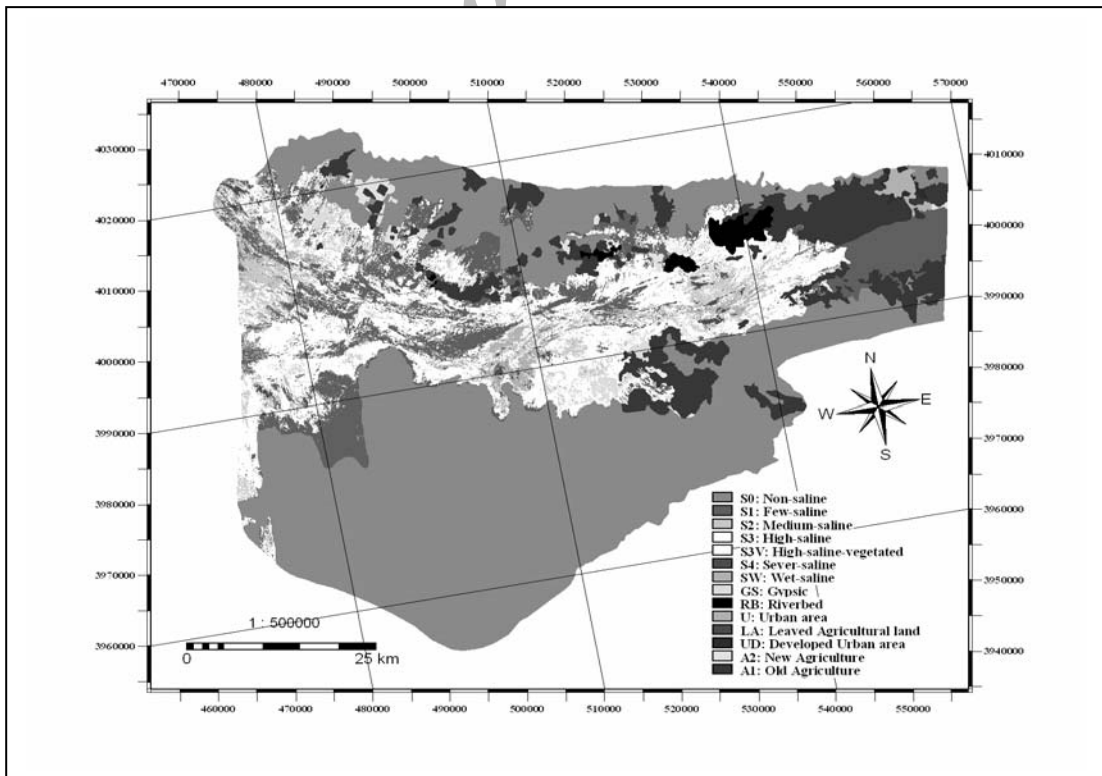 470000 480000 490000 500000 510000 520000 530000 540000 550000 560000 570000
4030000
4020000
4010000
4000000
3990000
3980000
3970000
3960000
4010000
4000000
3990000
3980000
3970000
3960000
3950000
3940000
N
W E
S
S0: Non-saline
S1: Few-saline
S2: Medium-saline
S3: High-saline
S3V: High-saline-vegetated
S4: Sever-saline
SW: Wet-saline
GS: Gypsic
RB: Riverbed
U: Urban area
LA: Leaved Agricultural land
UD: Developed Urban area
A2: New Agriculture
A1: Old Agriculture
1 : 500000
0 25 km
460000 470000 480000 490000 500000 510000 520000 530000 540000 550000